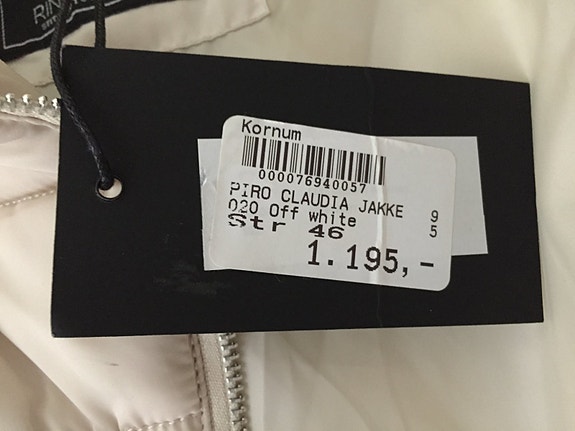 Kornum
000076940057
PIRO CLAUDIA JAKKE 9
020 Off white 5
Str 46
1.195,-